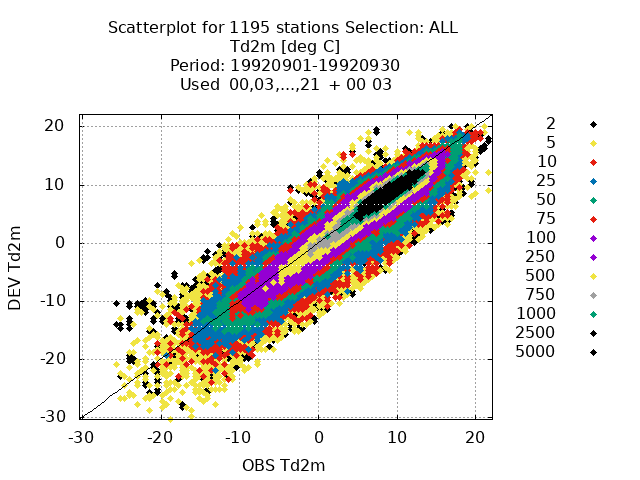 Scatterplot for 1195 stations Selection: ALL
Td2m [deg C]
Period: 19920901-19920930
Used 00,03,...,21 + 00 03
20
10
0
-10
-20
-30
DEV Td2m
-30 -20 -10 0 10 20
OBS Td2m
2
5
10
25
50
75
100
250
500
750
1000
2500
5000